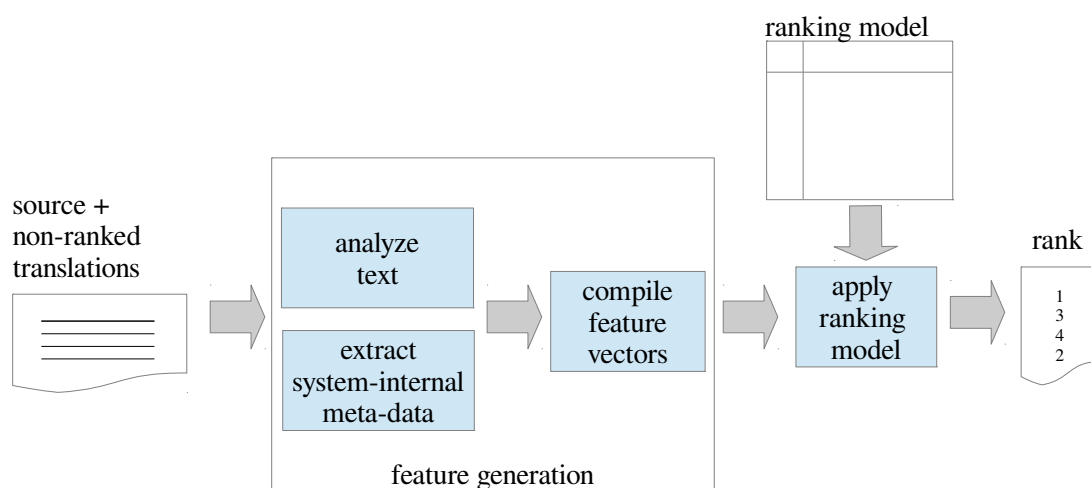 ranking model
source +
non-ranked
translations
analyze
text
extract
system-internal
meta-data
compile
feature
vectors
feature generation
apply
ranking
model
rank
1
3
4
2